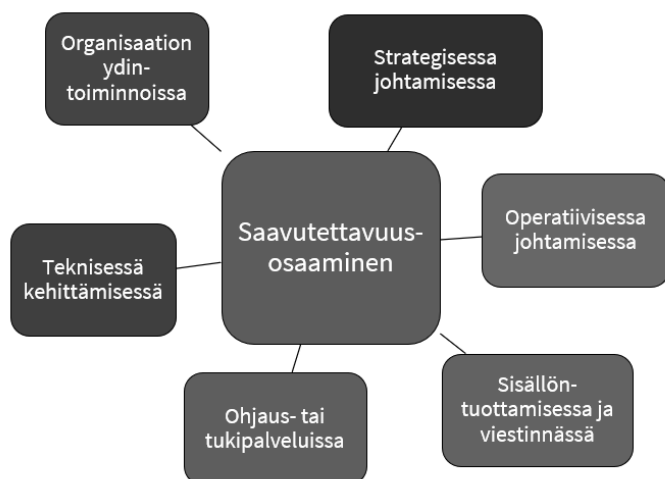 Organisaation
ydin-
toiminnoissa
Strategisessa
johtamisessa
Saavutettavuus-
osaaminen
Operatiivisessa
johtamisessa
Teknisessä
kehittämisessä
Ohjaus- tai
tukipalveluissa
Sisällön-
tuottamisessa ja
viestinnässä